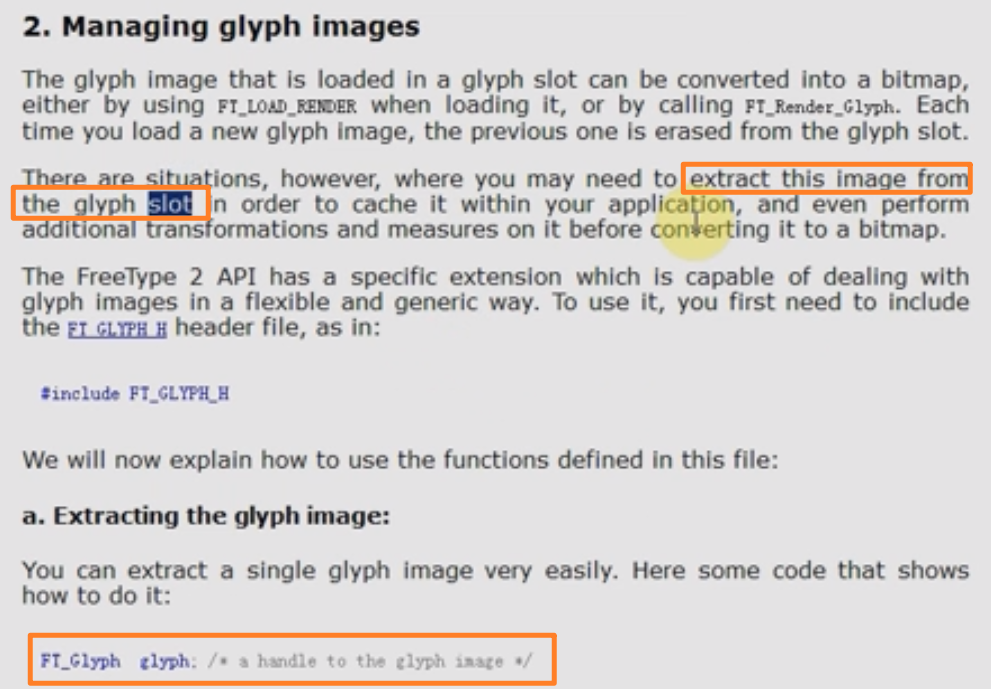 2. Managing glyph images
The glyph image that is loaded in a glyph slot can be converted into a bitmap,
either by using FT_LOAD_RENDER when loading it, or by calling FT_Render_Glyph. Each
time you load a new glyph image, the previous one is erased from the glyph slot.
There are situations, however, where you may need to extract this image from
the glyph slot in order to cache it within your application, and even perform
additional transformations and measures on it before converting it to a bitmap.
The FreeType 2 API has a specific extension which is capable of dealing with
glyph images in a flexible and generic way. To use it, you first need to include
the FT_GLYPH_H header file, as in:
#include FT_GLYPH_H
We will now explain how to use the functions defined in this file:
a. Extracting the glyph image:
You can extract a single glyph image very easily. Here some code that shows
how to do it:
FT_Glyph glyph; /* a handle to the glyph image */